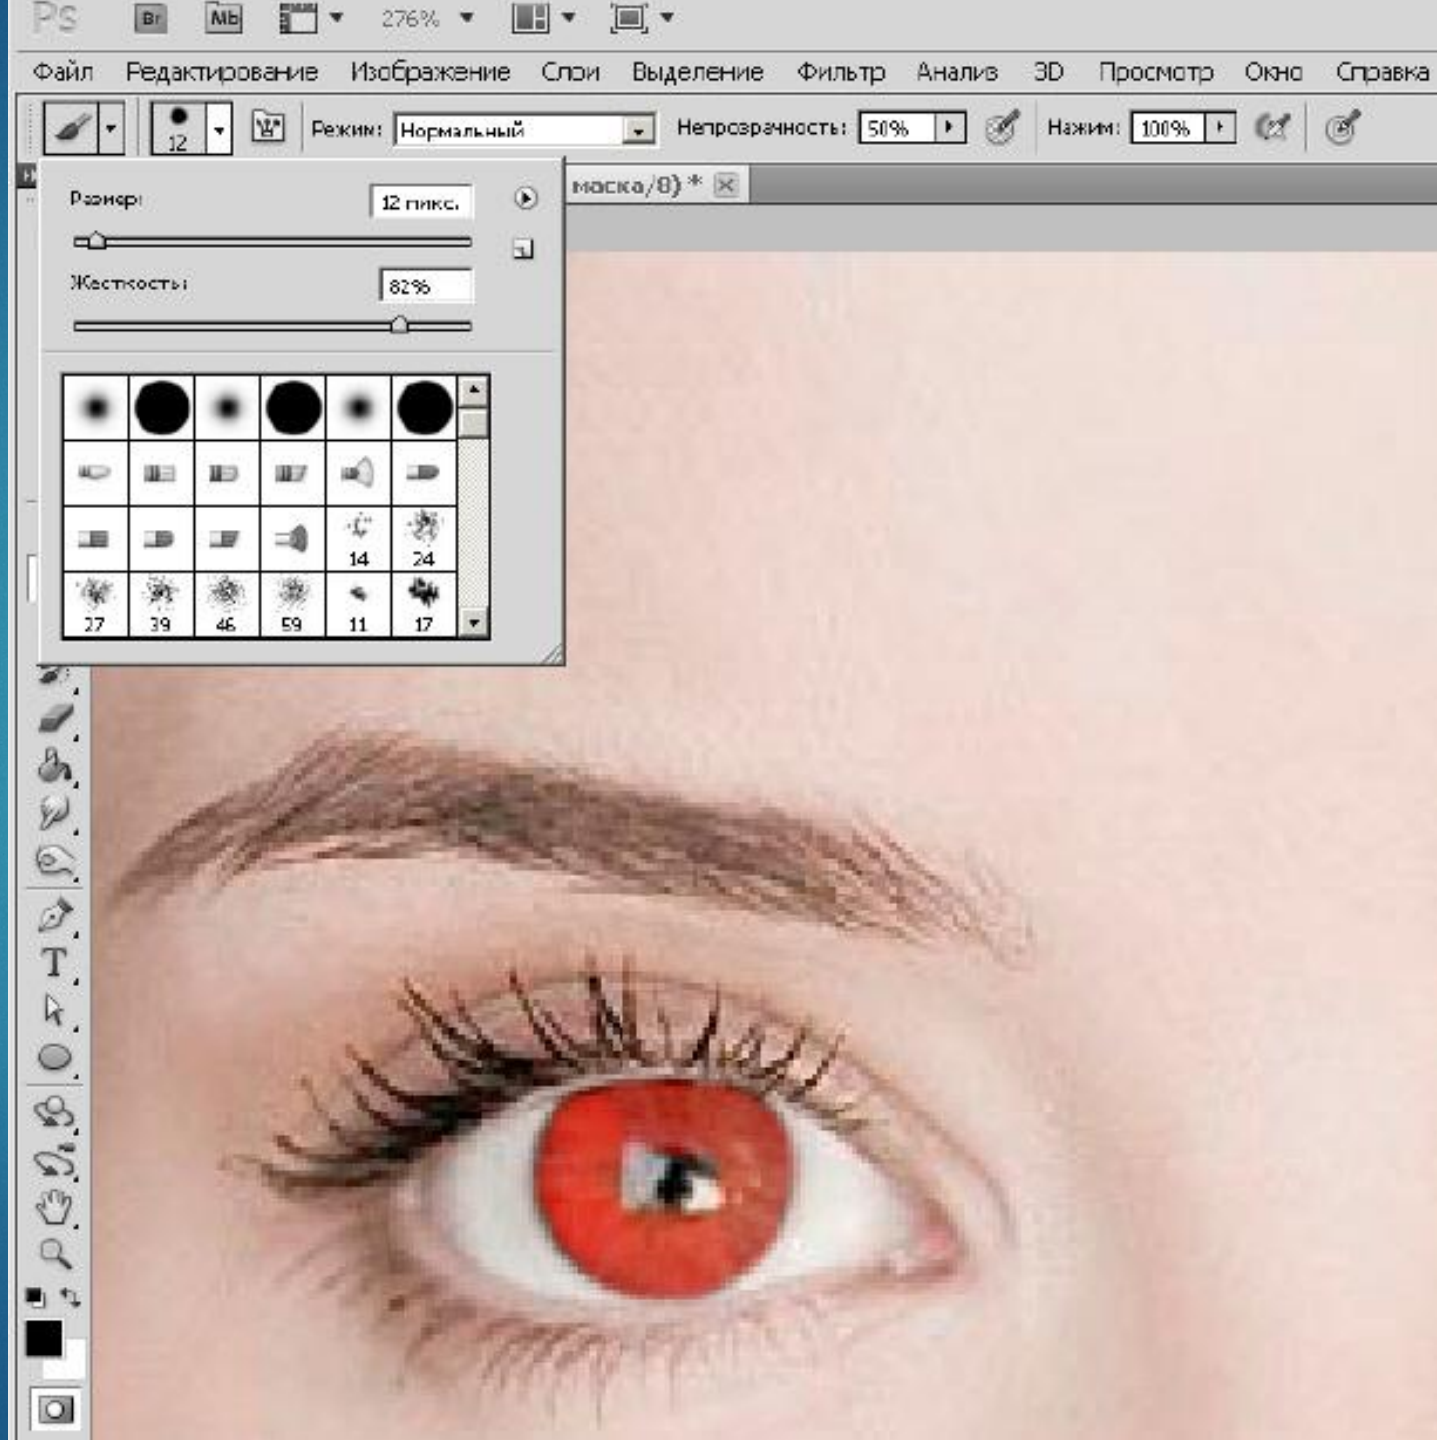 Ps Br Mb 276%
Файл Редактирование Изображение Слои Выделение Фильтр Анализ 3D Просмотр Окно Справка
12 Режим: Нормальный Непрозрачность: 50% Нажим: 100%
маска/8) *
Размер: 12 пикс.
Жесткость: 82%
14 24
27 39 46 59 11 17
T